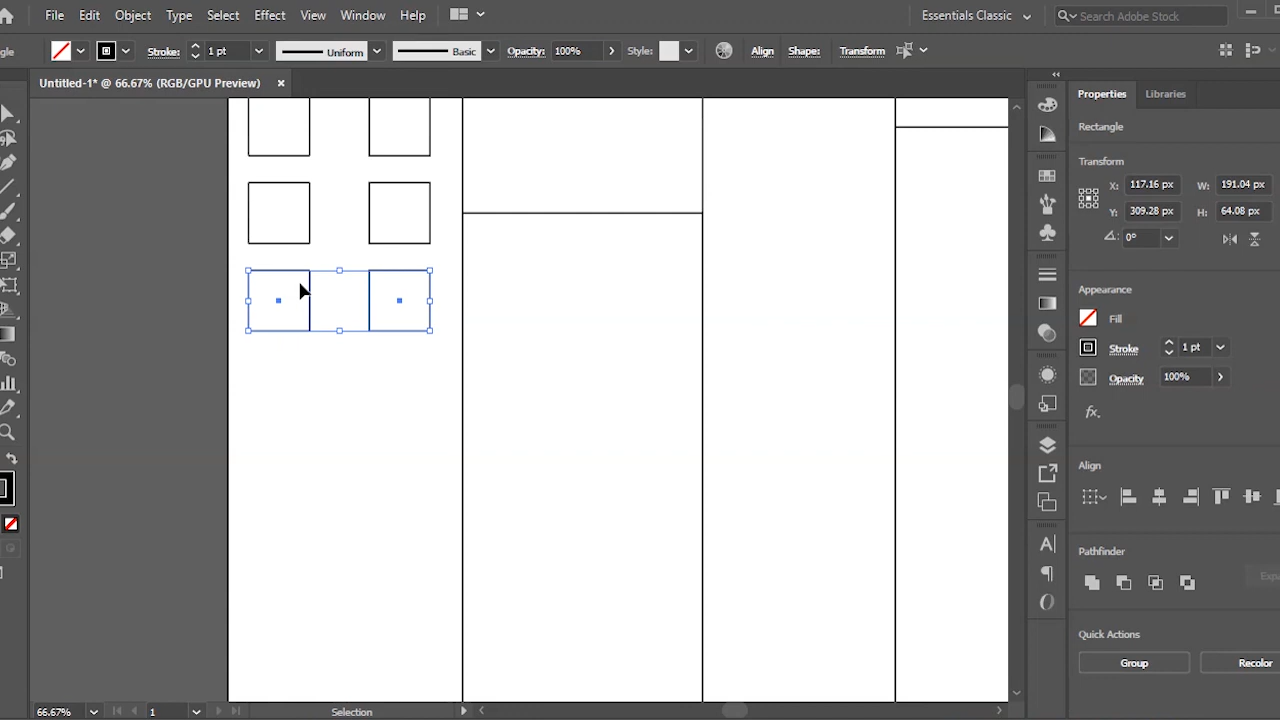 File Edit Object Type Select Effect View Window Help Essentials Classic Search Adobe Stock
gle Stroke: 1 pt Uniform Basic Opacity: 100% Style: Align Shape: Transform
Untitled-1* @ 66.67% (RGB/GPU Preview) ×
Properties Libraries
Rectangle
Transform
X: 117.16 px W: 191.04 px
Y: 309.28 px H: 64.08 px
0°
Appearance
Fill
Stroke 1 pt
Opacity 100%
fx.
Align
Pathfinder
Expa
Quick Actions
Group Recolor
66.67% 1 Selection